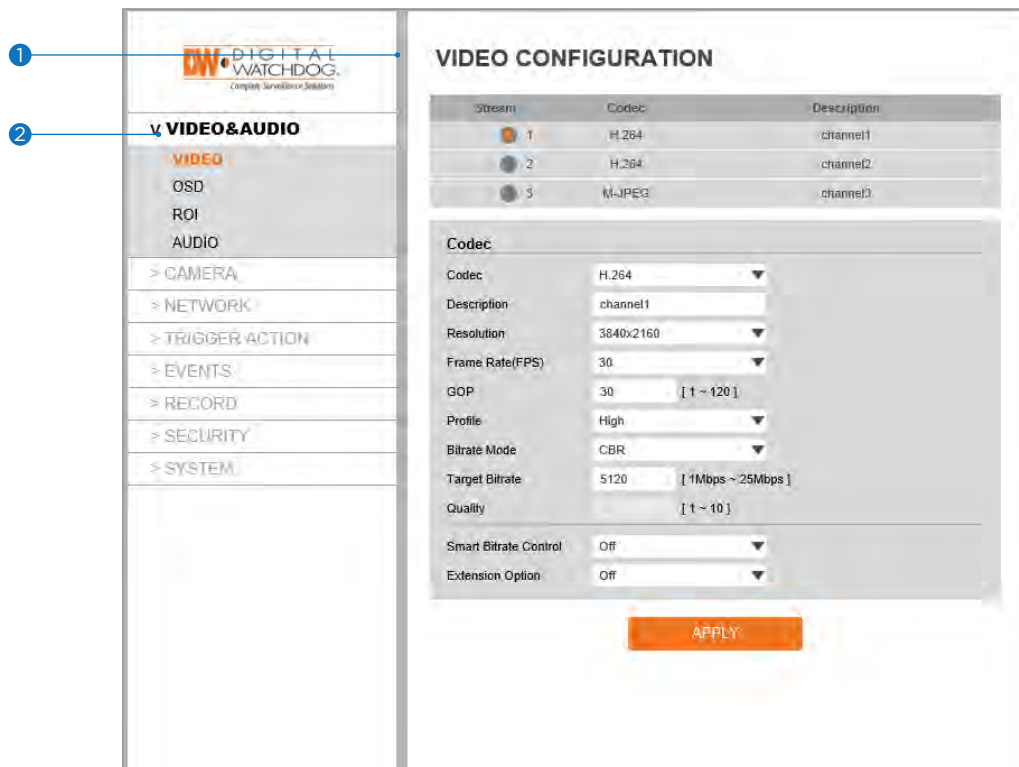 1
DIGITAL
DW WATCHDOG.
Complete Surveillance Solutions
2
v VIDEO&AUDIO
VIDEO
OSD
ROI
AUDIO
> CAMERA
> NETWORK
> TRIGGER ACTION
> EVENTS
> RECORD
> SECURITY
> SYSTEM
VIDEO CONFIGURATION
Stream Codec Description
1 H.264 channel1
2 H.264 channel2
3 M-JPEG channel3
Codec
Codec H.264
Description channel1
Resolution 3840x2160
Frame Rate(FPS) 30
GOP 30 [ 1 ~ 120 ]
Profile High
Bitrate Mode CBR
Target Bitrate 5120 [ 1Mbps ~ 25Mbps ]
Quality [ 1 ~ 10 ]
Smart Bitrate Control Off
Extension Option Off
APPLY